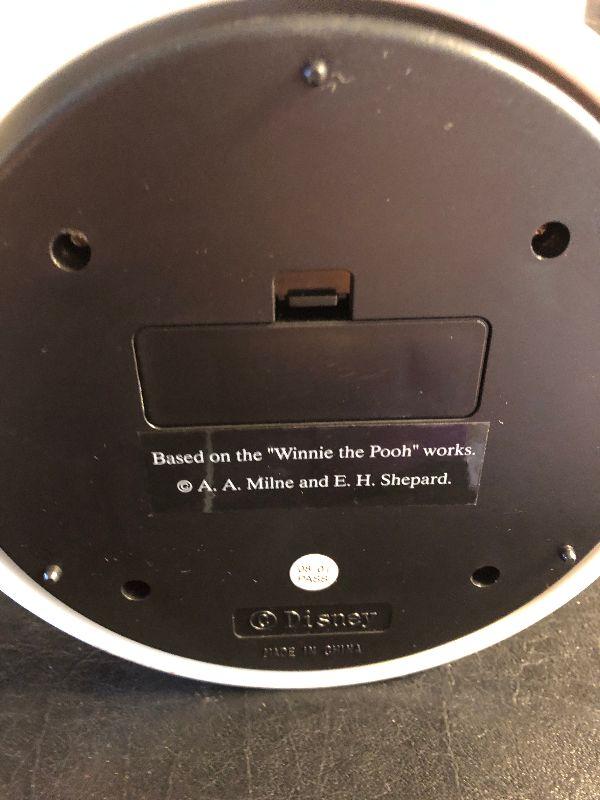 Based on the "Winnie the Pooh" works.
© A. A. Milne and E. H. Shepard.
PASS
© Disney
MADE IN CHINA